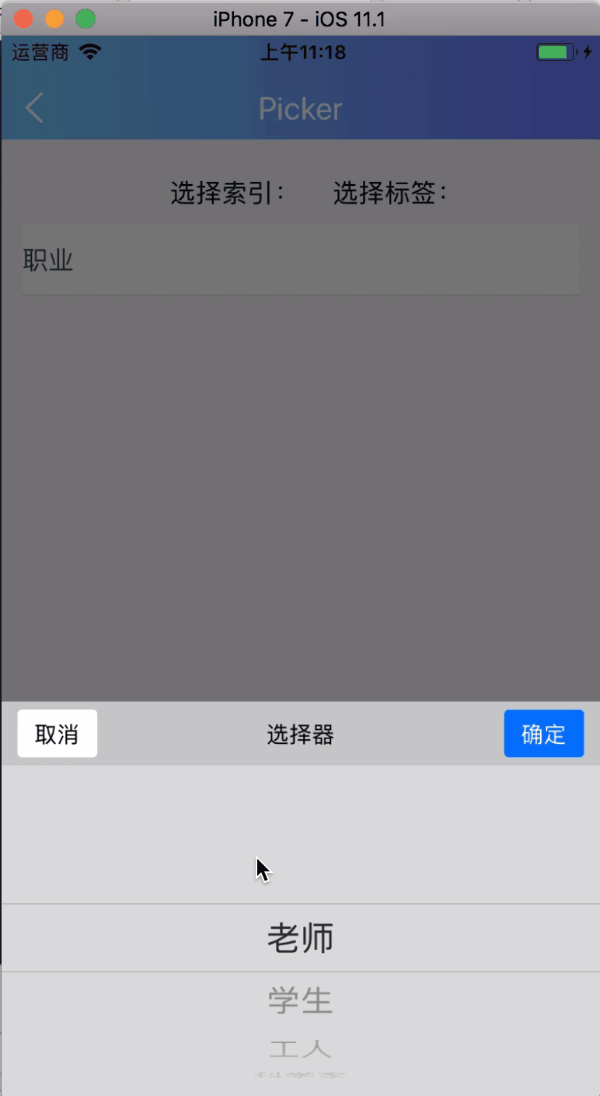 iPhone 7 - iOS 11.1
运营商 上午11:18
Picker
选择索引： 选择标签：
职业
取消 选择器 确定
老师
学生
工人